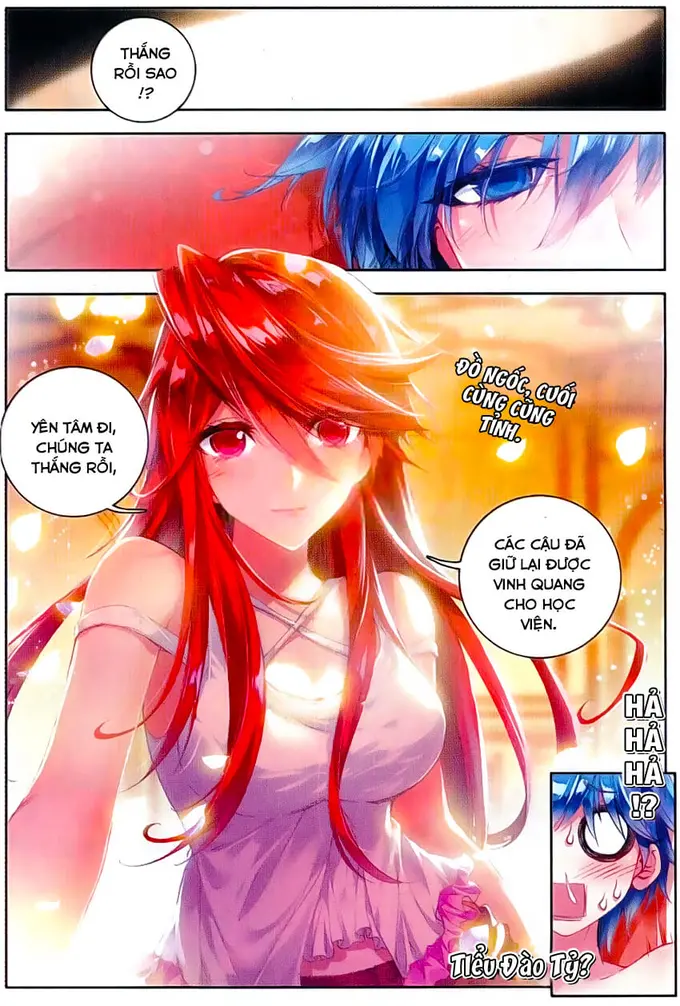 THẮNG
RỒI SAO
!?
YÊN TÂM ĐI,
CHÚNG TA
THẮNG RỒI,
ĐỒ NGỐC, CUỐI
CÙNG CŨNG
TỈNH.
CÁC CẬU ĐÃ
GIỮ LẠI ĐƯỢC
VINH QUANG
CHO HỌC
VIỆN.
HẢ
HẢ
HẢ
!?
TIỂU ĐÀO TỶ?